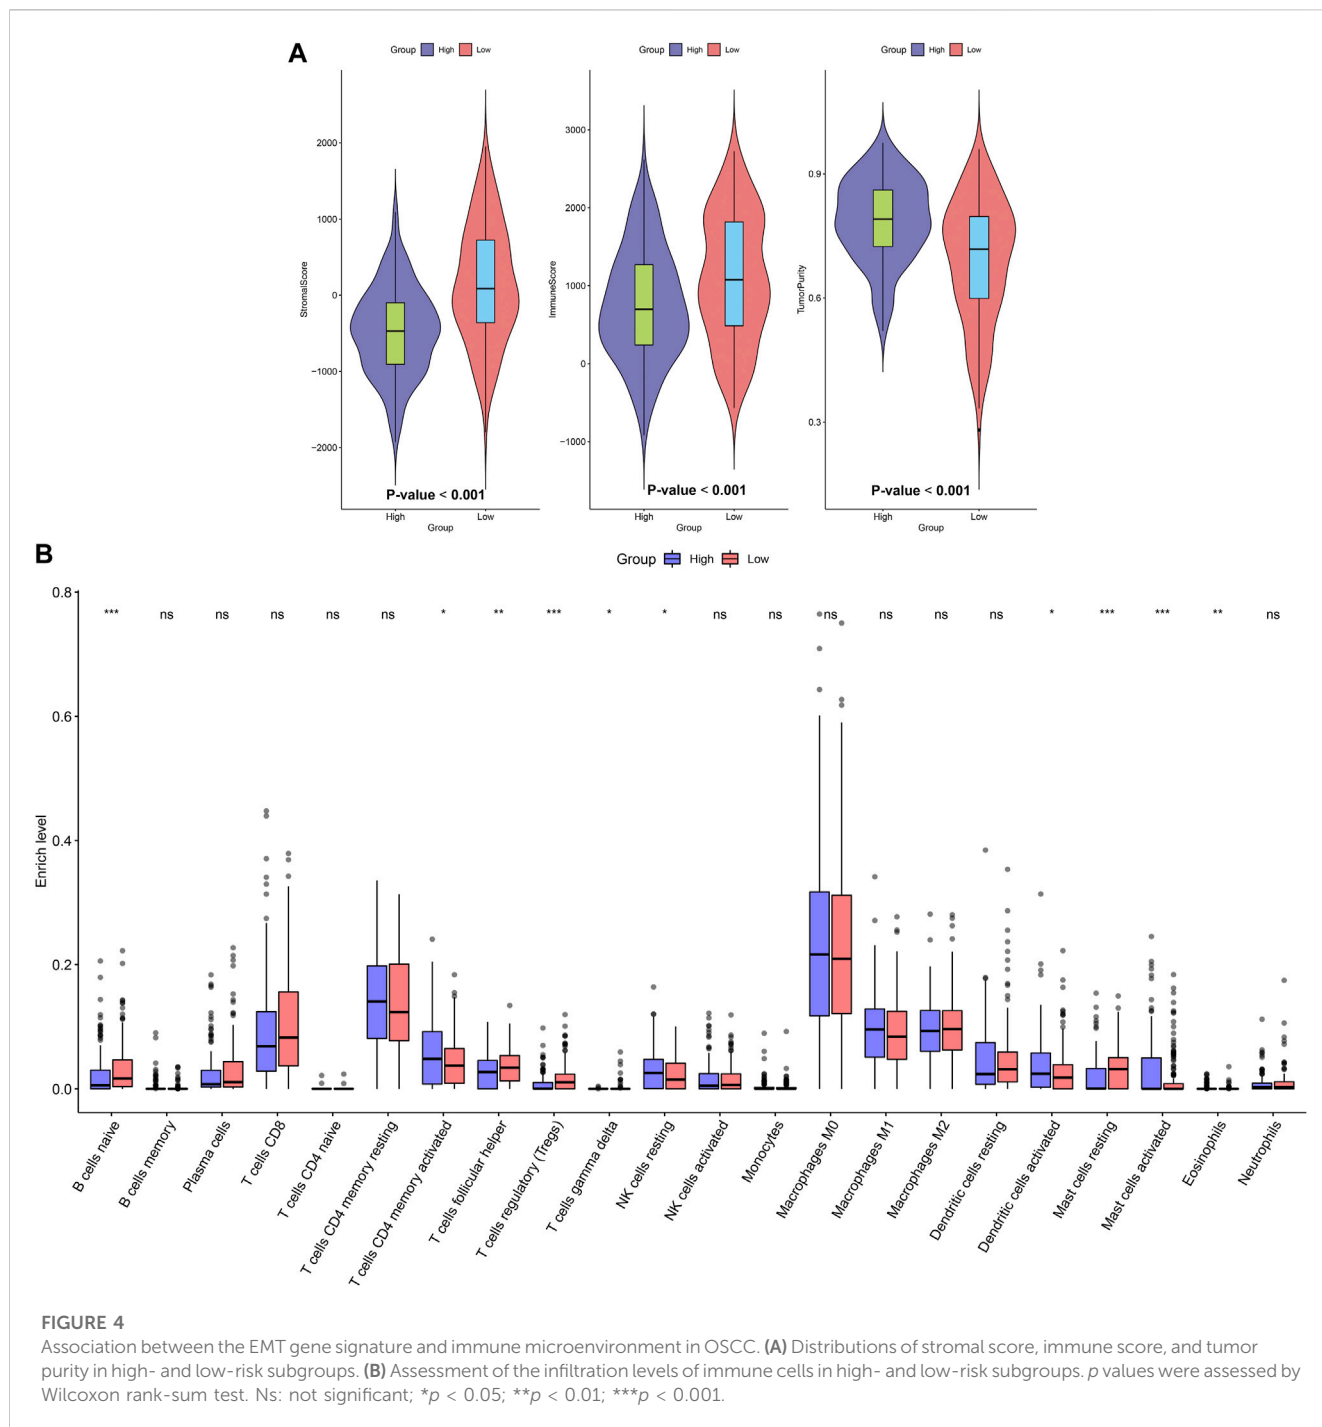 A
Group High Low
Group High Low
Group High Low
StromalScore
2000
1000
0
−1000
−2000
P-value < 0.001
High Low
Group
ImmuneScore
3000
2000
1000
0
−1000
P-value < 0.001
High Low
Group
TumorPurity
0.9
0.6
0.3
P-value < 0.001
High Low
Group
B
Group High Low
Enrich level
0.8
0.6
0.4
0.2
0.0
*** ns ns ns ns ns * ** *** * * ns ns ns ns ns ns * *** *** ** ns
B cells naive
B cells memory
Plasma cells
T cells CD8
T cells CD4 naive
T cells CD4 memory resting
T cells CD4 memory activated
T cells follicular helper
T cells regulatory (Tregs)
T cells gamma delta
NK cells resting
NK cells activated
Monocytes
Macrophages M0
Macrophages M1
Macrophages M2
Dendritic cells resting
Dendritic cells activated
Mast cells resting
Mast cells activated
Eosinophils
Neutrophils
FIGURE 4
Association between the EMT gene signature and immune microenvironment in OSCC. (A) Distributions of stromal score, immune score, and tumor
purity in high- and low-risk subgroups. (B) Assessment of the infiltration levels of immune cells in high- and low-risk subgroups. p values were assessed by
Wilcoxon rank-sum test. Ns: not significant; *p < 0.05; **p < 0.01; ***p < 0.001.